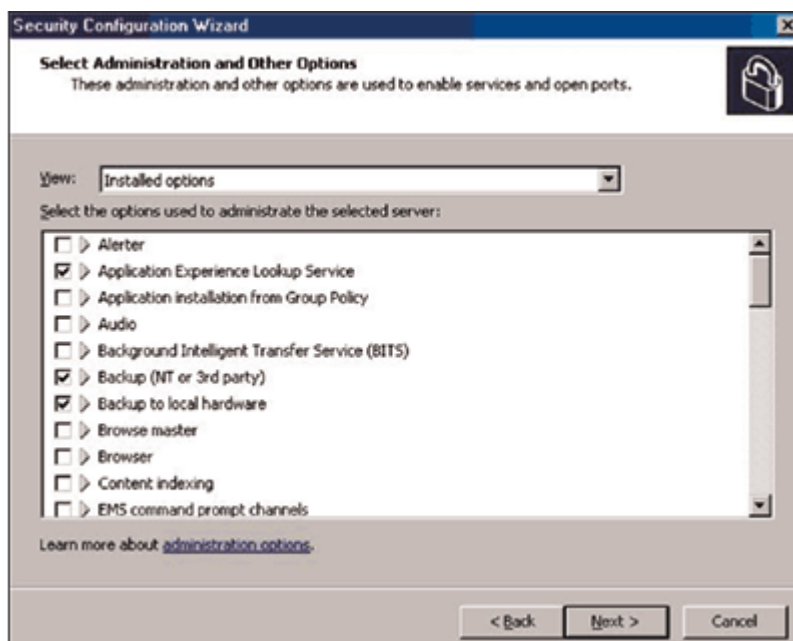 Security Configuration Wizard
Select Administration and Other Options
These administration and other options are used to enable services and open ports.
View: Installed options
Select the options used to administrate the selected server:
Alerter
Application Experience Lookup Service
Application installation from Group Policy
Audio
Background Intelligent Transfer Service (BITS)
Backup (NT or 3rd party)
Backup to local hardware
Browse master
Browser
Content indexing
EMS command prompt channels
Learn more about administration options.
< Back Next > Cancel